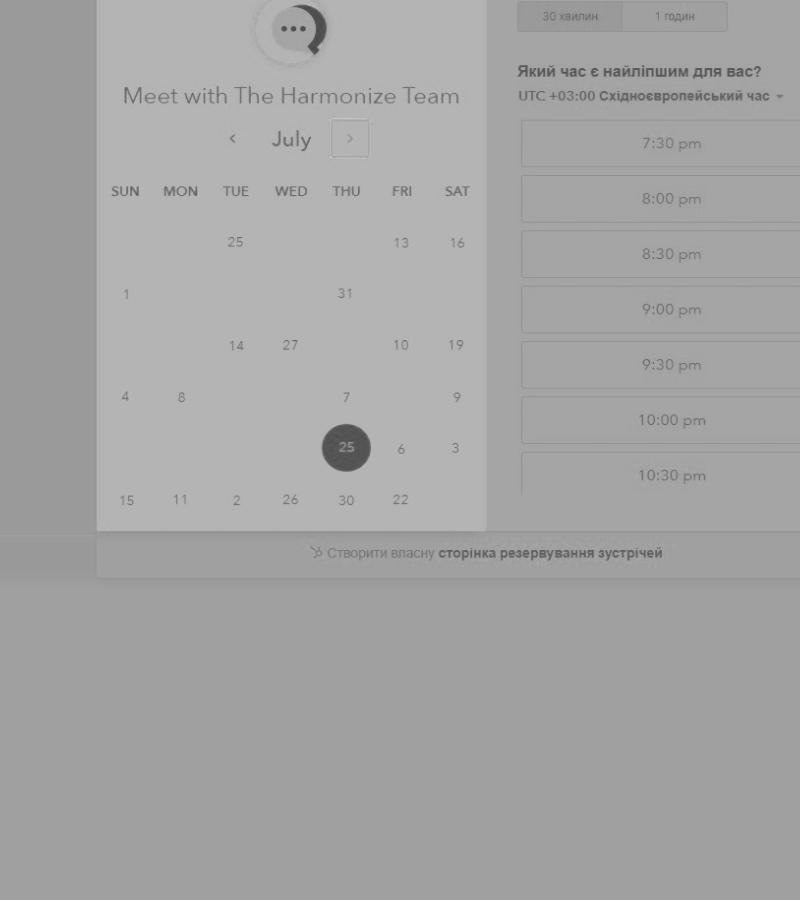 30 хвилин 1 годин
Meet with The Harmonize Team
July
SUN MON TUE WED THU FRI SAT
25 13 16
1 31
14 27 10 19
4 8 7 9
25 6 3
15 11 2 26 30 22
Який час є найліпшим для вас?
UTC +03:00 Східноєвропейський час
7:30 pm
8:00 pm
8:30 pm
9:00 pm
9:30 pm
10:00 pm
10:30 pm
Створити власну сторінка резервування зустрічей